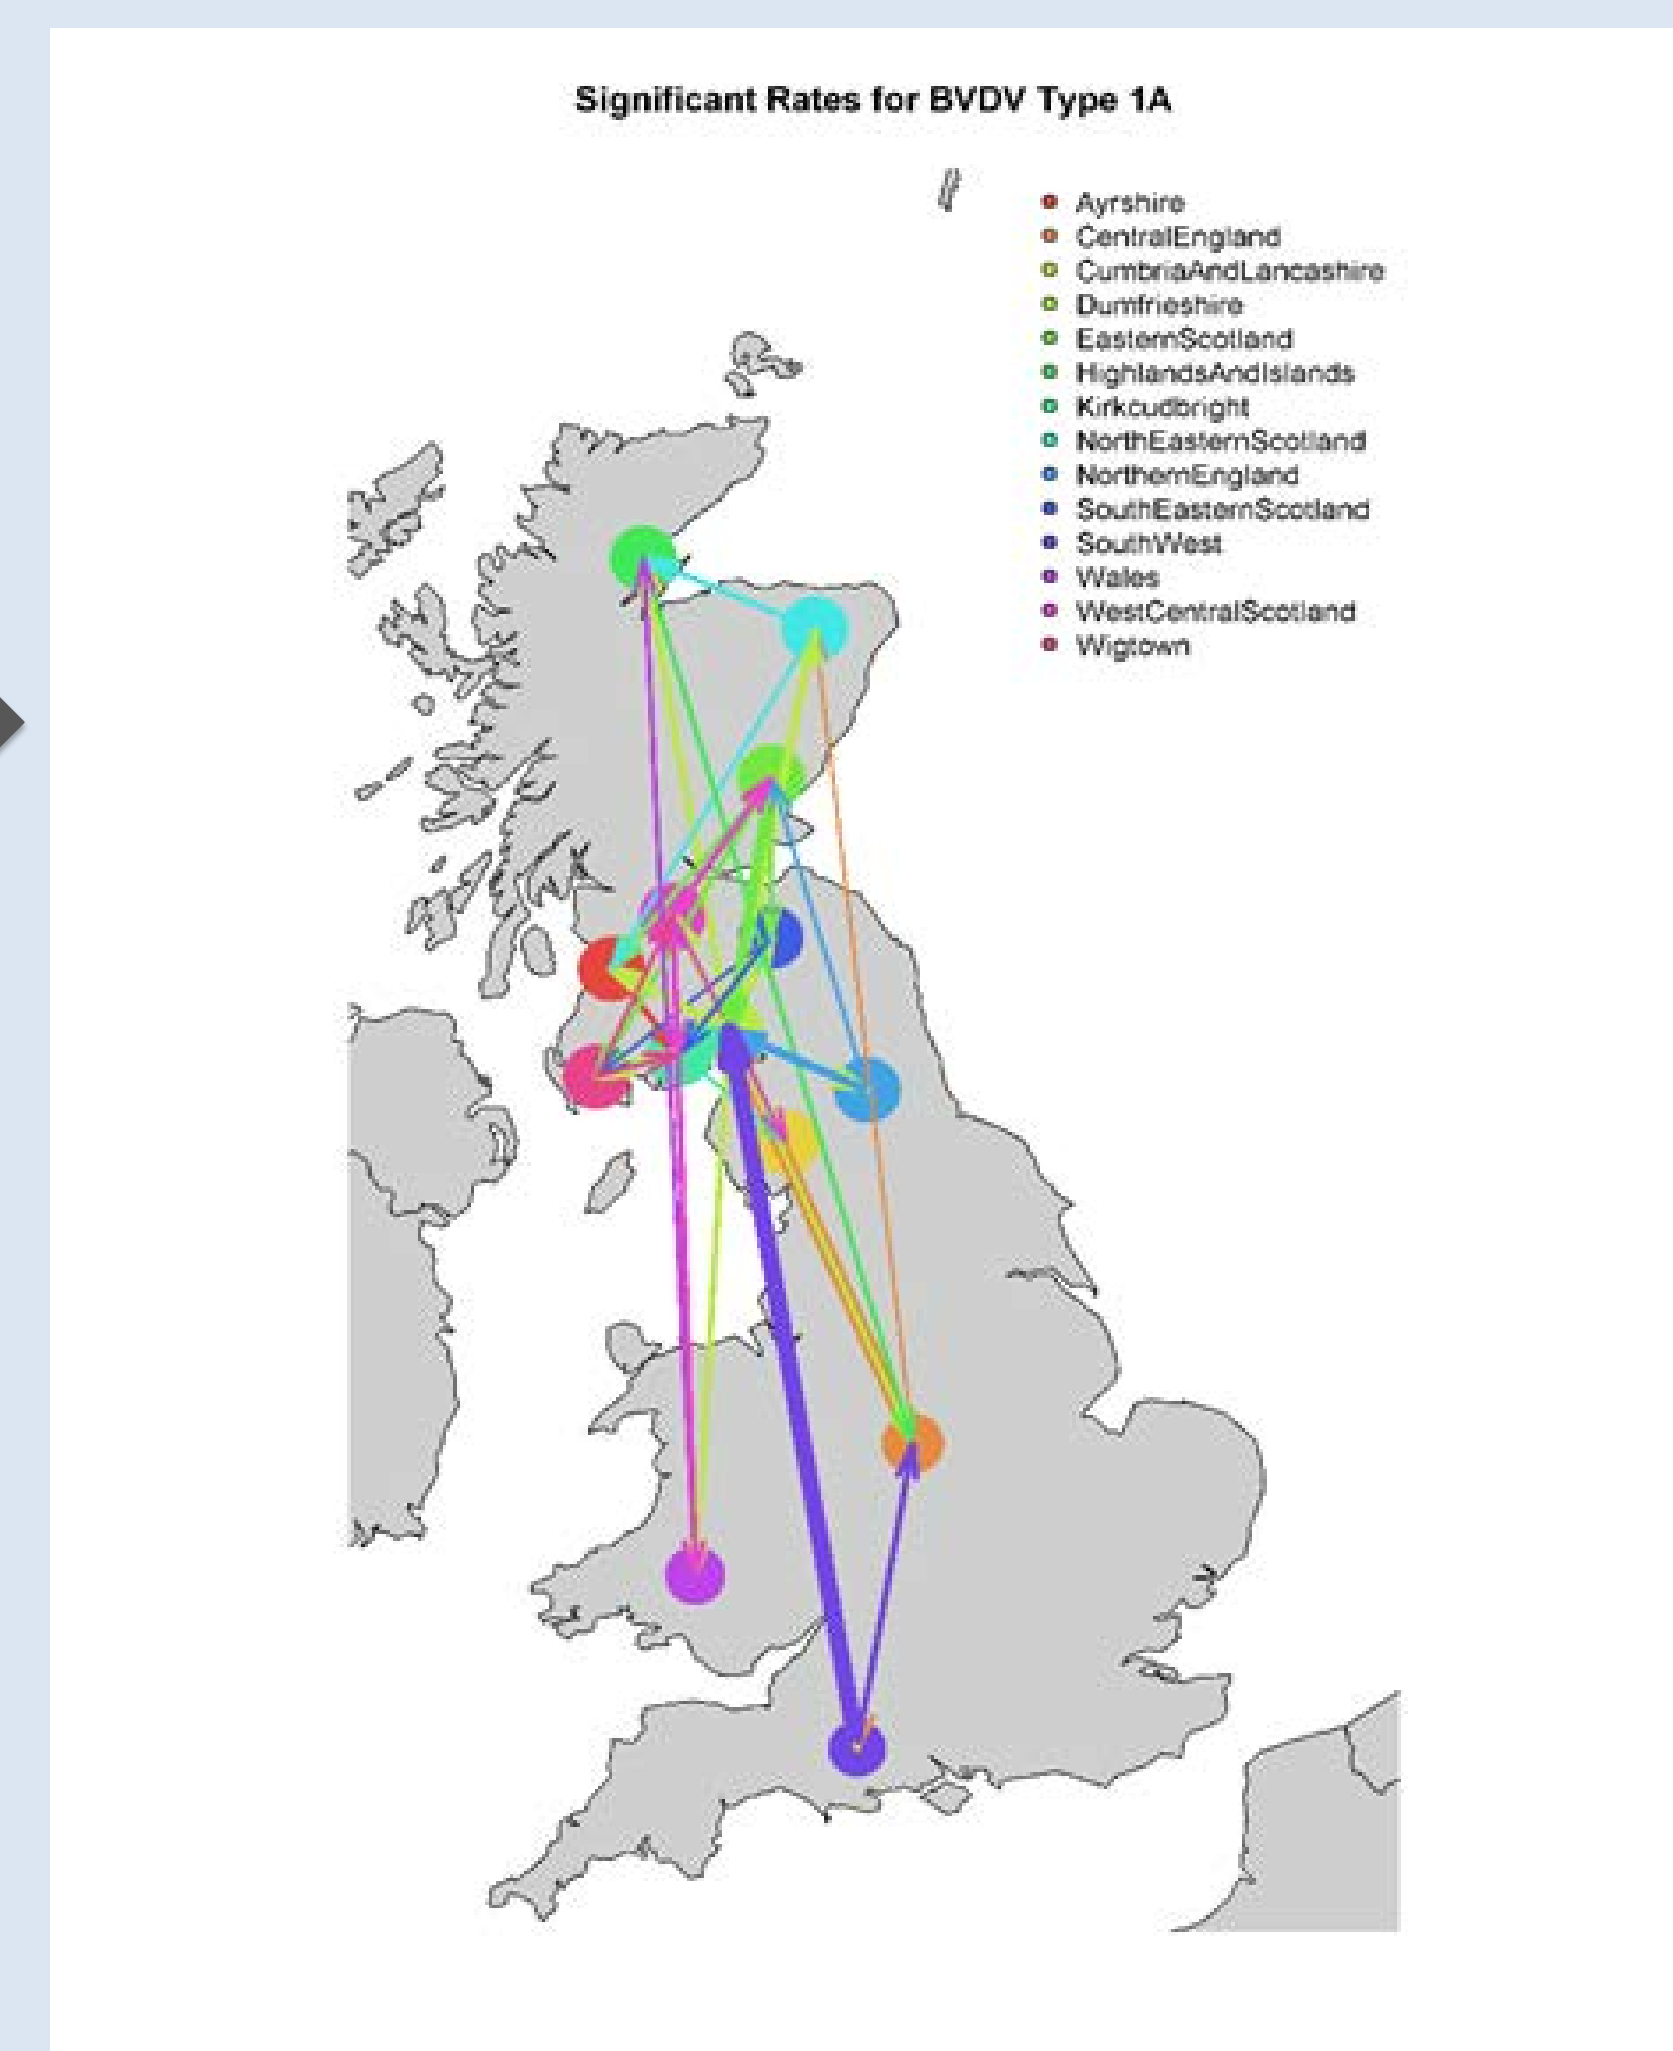 Significant Rates for BVDV Type 1A
Ayrshire
CentralEngland
CumbriaAndLancashire
Dumfrieshire
EasternScotland
HighlandsAndIslands
Kirkcudbright
NorthEasternScotland
NorthernEngland
SouthEasternScotland
SouthWest
Wales
WestCentralScotland
Wigtown